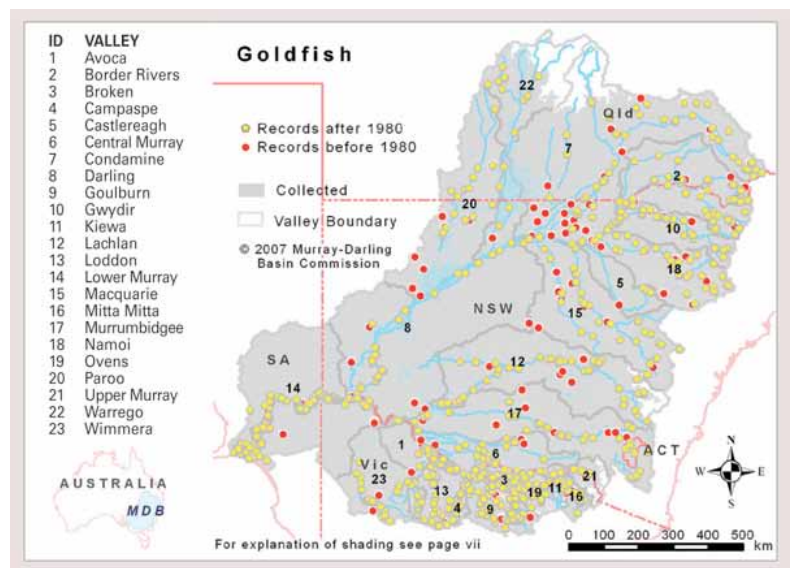 ID VALLEY
1 Avoca
2 Border Rivers
3 Broken
4 Campaspe
5 Castlereagh
6 Central Murray
7 Condamine
8 Darling
9 Goulburn
10 Gwydir
11 Kiewa
12 Lachlan
13 Loddon
14 Lower Murray
15 Macquarie
16 Mitta Mitta
17 Murrumbidgee
18 Namoi
19 Ovens
20 Paroo
21 Upper Murray
22 Warrego
23 Wimmera
Goldfish
Records after 1980
Records before 1980
Collected
Valley Boundary
© 2007 Murray-Darling
Basin Commission
22
Qld
7
2
20
10
18
5
NSW
15
8
SA
12
14
17
ACT
1
6
Vic
23
3
21
13
19
11
16
4
9
N
W
E
S
AUSTRALIA
MDB
For explanation of shading see page vii
0 100 200 300 400 500
km